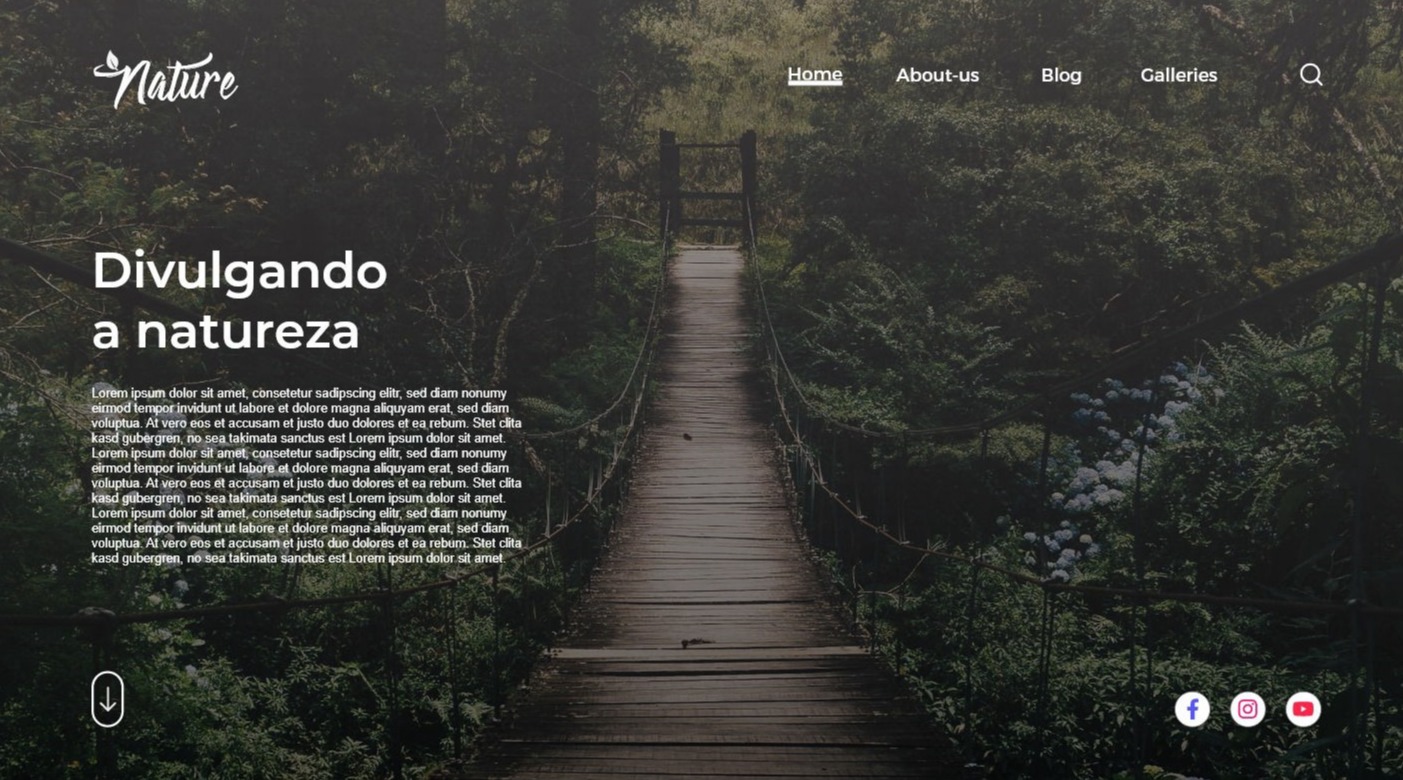 Nature
Home About-us Blog Galleries
Divulgando
a natureza
Lorem ipsum dolor sit amet, consetetur sadipscing elitr, sed diam nonumy
eirmod tempor invidunt ut labore et dolore magna aliquyam erat, sed diam
voluptua. At vero eos et accusam et justo duo dolores et ea rebum. Stet clita
kasd gubergren, no sea takimata sanctus est Lorem ipsum dolor sit amet.
Lorem ipsum dolor sit amet, consetetur sadipscing elitr, sed diam nonumy
eirmod tempor invidunt ut labore et dolore magna aliquyam erat, sed diam
voluptua. At vero eos et accusam et justo duo dolores et ea rebum. Stet clita
kasd gubergren, no sea takimata sanctus est Lorem ipsum dolor sit amet.
Lorem ipsum dolor sit amet, consetetur sadipscing elitr, sed diam nonumy
eirmod tempor invidunt ut labore et dolore magna aliquyam erat, sed diam
voluptua. At vero eos et accusam et justo duo dolores et ea rebum. Stet clita
kasd gubergren, no sea takimata sanctus est Lorem ipsum dolor sit amet.